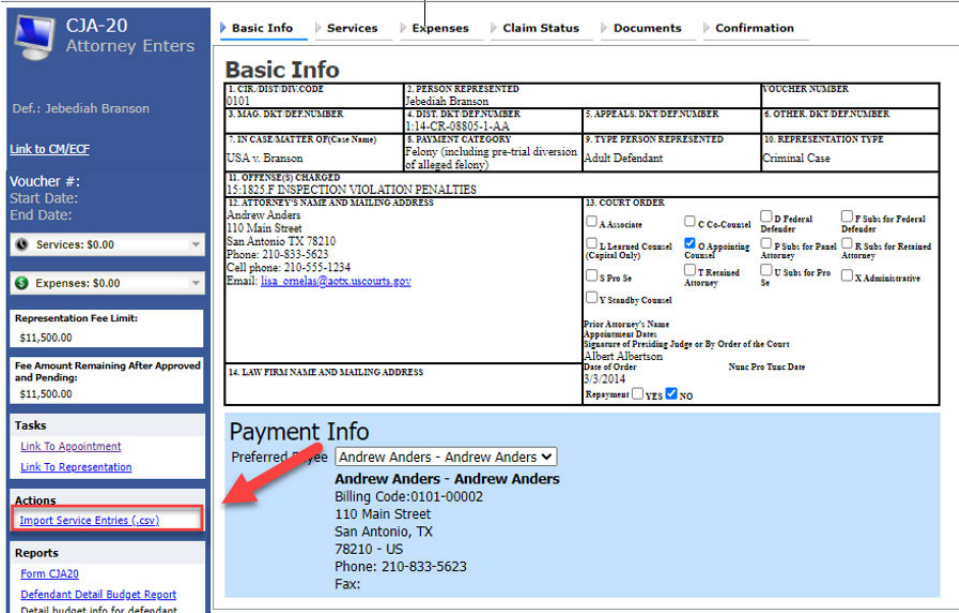 CJA-20
Attorney Enters
Def.: Jebediah Branson
Link to CM/ECF
Voucher #:
Start Date:
End Date:
Services: $0.00
Expenses: $0.00
Representation Fee Limit:
$11,500.00
Fee Amount Remaining After Approved
and Pending:
$11,500.00
Tasks
Link To Appointment
Link To Representation
Actions
Import Service Entries (.csv)
Reports
Form CJA20
Defendant Detail Budget Report
Detail budget info for defendant
Basic Info Services Expenses Claim Status Documents Confirmation
Basic Info
1. CIR./DIST/DIV.CODE
0101
2. PERSON REPRESENTED
Jebediah Branson
VOUCHER NUMBER
3. MAG. DKT/DEF.NUMBER
4. DIST. DKT/DEF.NUMBER
1:14-CR-08805-1-AA
5. APPEALS. DKT/DEF.NUMBER
6. OTHER. DKT/DEF.NUMBER
7. IN CASE/MATTER OF(Case Name)
USA v. Branson
8. PAYMENT CATEGORY
Felony (including pre-trial diversion
of alleged felony)
9. TYPE PERSON REPRESENTED
Adult Defendant
10. REPRESENTATION TYPE
Criminal Case
11. OFFENSE(S) CHARGED
15:1825.F INSPECTION VIOLATION PENALTIES
12. ATTORNEY'S NAME AND MAILING ADDRESS
Andrew Anders
110 Main Street
San Antonio TX 78210
Phone: 210-833-5623
Cell phone: 210-555-1234
Email: lisa_ornelas@aotx.uscourts.gov
13. COURT ORDER
A Associate
C Co-Counsel
D Federal
Defender
F Subs for Federal
Defender
L Learned Counsel
(Capital Only)
O Appointing
Counsel
P Subs for Panel
Attorney
R Subs for Retained
Attorney
S Pro Se
T Retained
Attorney
U Subs for Pro
Se
X Administrative
Y Standby Counsel
Prior Attorney's Name
Appointment Dates
Signature of Presiding Judge or By Order of the Court
Albert Albertson
Date of Order Nunc Pro Tunc Date
3/3/2014
Repayment YES NO
14. LAW FIRM NAME AND MAILING ADDRESS
Payment Info
Preferred Payee Andrew Anders - Andrew Anders
Andrew Anders - Andrew Anders
Billing Code:0101-00002
110 Main Street
San Antonio, TX
78210 - US
Phone: 210-833-5623
Fax: